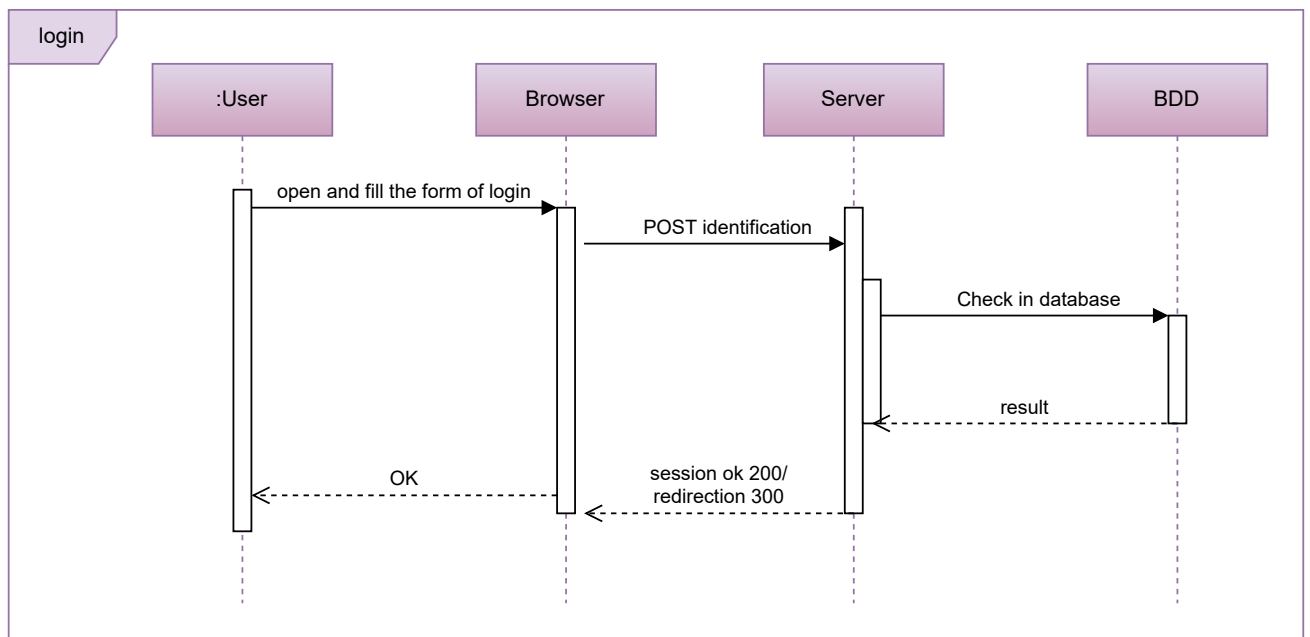 login
:User
Browser
Server
BDD
open and fill the form of login
POST identification
Check in database
result
OK
session ok 200/
redirection 300